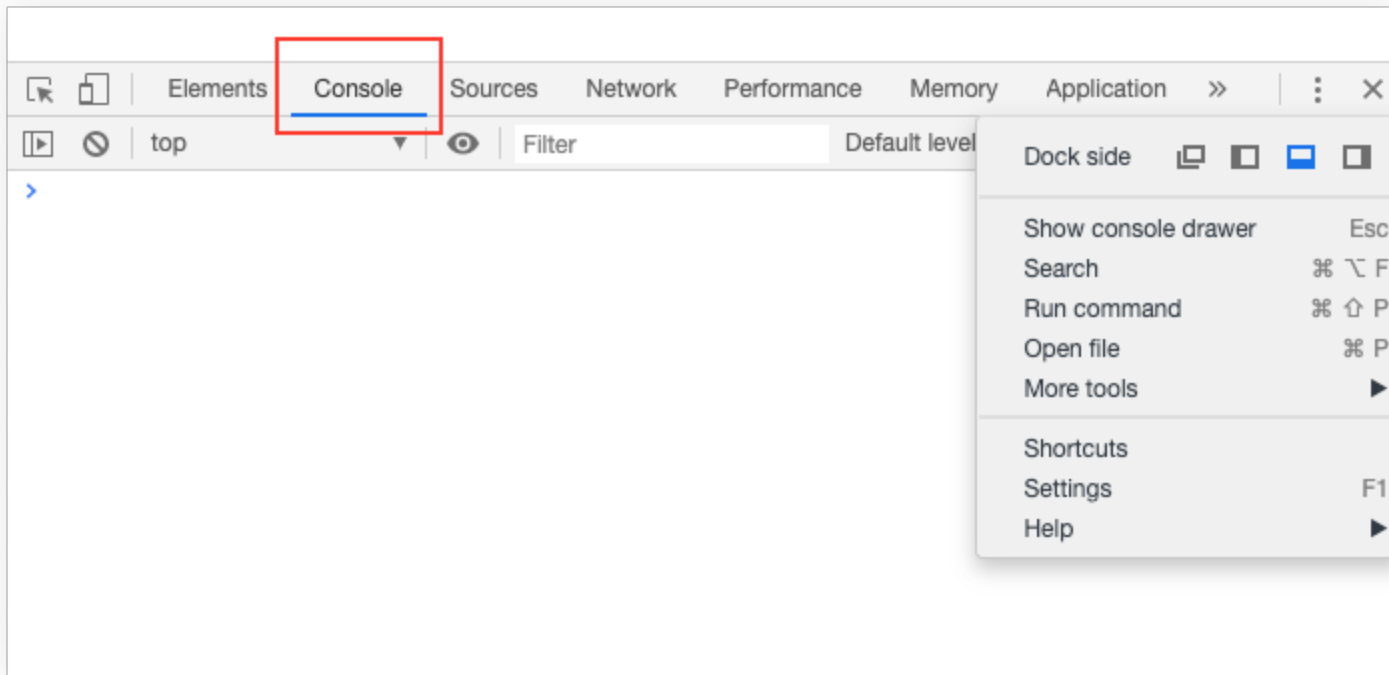 Elements Console Sources Network Performance Memory Application »
top Filter Default level
Dock side
>
Show console drawer Esc
Search ⌘ ⌥ F
Run command ⌘ ⇧ P
Open file ⌘ P
More tools ▶
Shortcuts
Settings F1
Help ▶